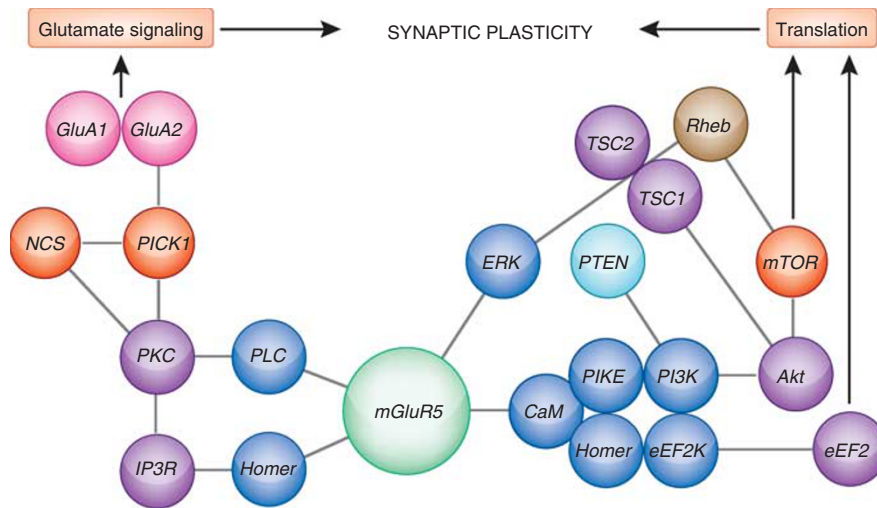 Glutamate signaling
SYNAPTIC PLASTICITY
Translation
GluA1
GluA2
TSC2
Rheb
TSC1
NCS
PICK1
ERK
PTEN
mTOR
PKC
PLC
mGluR5
CaM
PIKE
PI3K
Akt
IP3R
Homer
Homer
eEF2K
eEF2